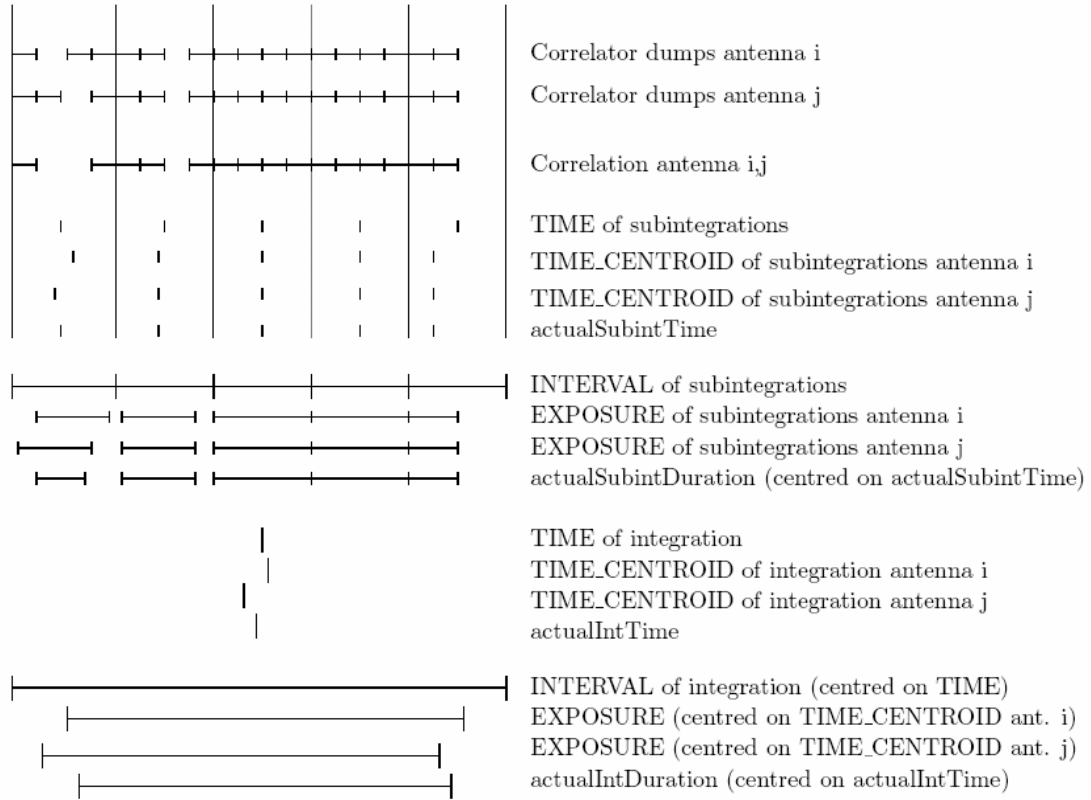 Correlator dumps antenna i
Correlator dumps antenna j
Correlation antenna i,j
TIME of subintegrations
TIME_CENTROID of subintegrations antenna i
TIME_CENTROID of subintegrations antenna j
actualSubintTime
INTERVAL of subintegrations
EXPOSURE of subintegrations antenna i
EXPOSURE of subintegrations antenna j
actualSubintDuration (centred on actualSubintTime)
TIME of integration
TIME_CENTROID of integration antenna i
TIME_CENTROID of integration antenna j
actualIntTime
INTERVAL of integration (centred on TIME)
EXPOSURE (centred on TIME_CENTROID ant. i)
EXPOSURE (centred on TIME_CENTROID ant. j)
actualIntDuration (centred on actualIntTime)